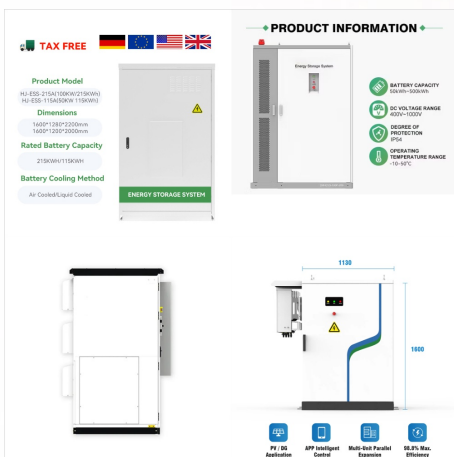 TAX FREE
Product Model
HJ-ESS-215A(100KW/215KWh)
HJ-ESS-115A(50KW 115KWh)
Dimensions
1600*1280*2200mm
1600*1200*2000mm
Rated Battery Capacity
215KWH/115KWH
Battery Cooling Method
Air Cooled/Liquid Cooled
ENERGY STORAGE SYSTEM
PRODUCT INFORMATION
Energy Storage System
BATTERY CAPACITY
50kWh~500kWh
DC VOLTAGE RANGE
400V~1000V
DEGREE OF
PROTECTION
IP54
OPERATING
TEMPERATURE RANGE
-10-50°C
1130
1600
PV / DG
Application
APP Intelligent
Control
Multi-Unit Parallel
Expansion
98.8% Max.
Efficiency